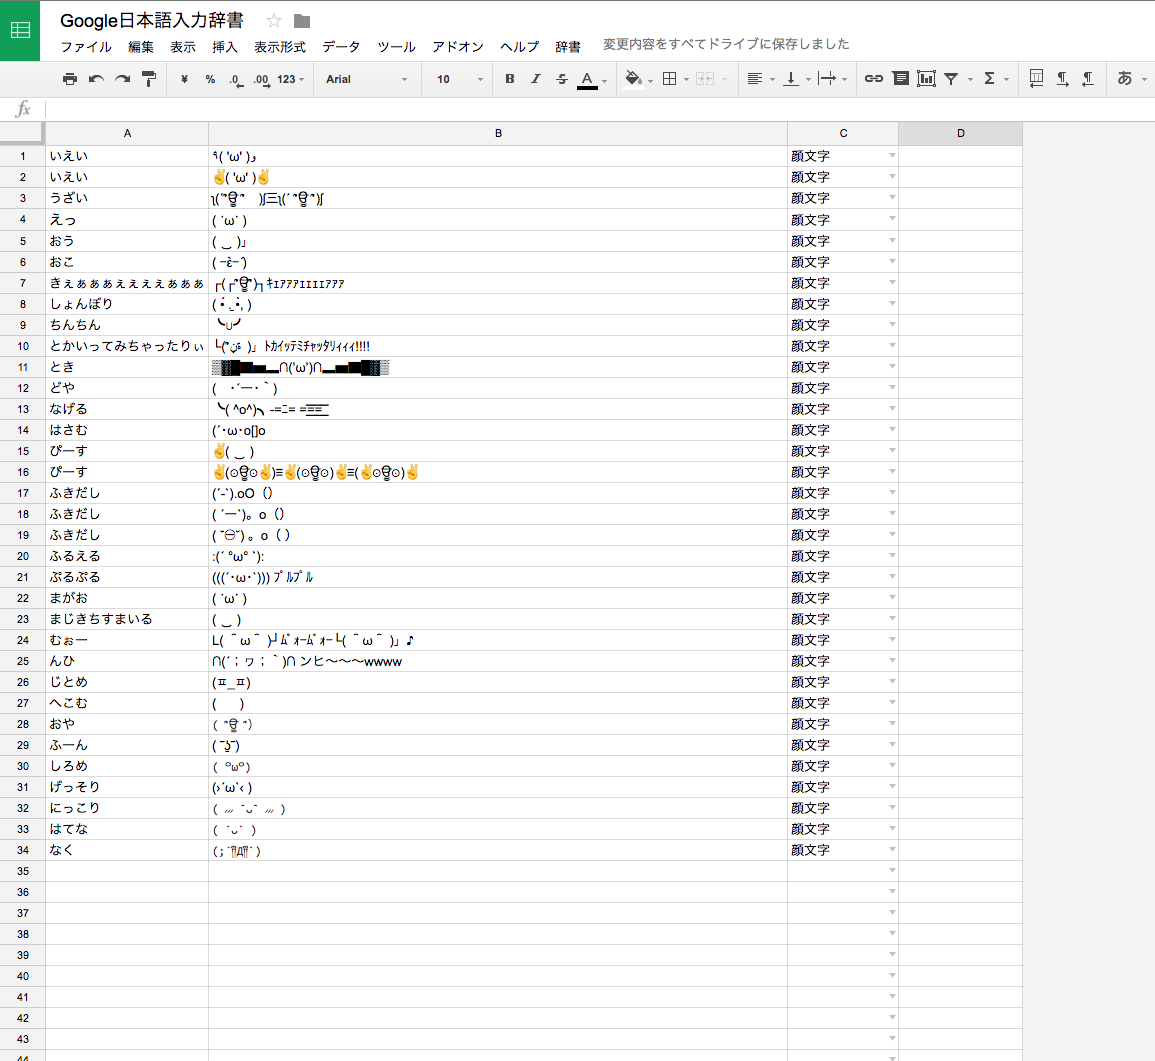 Google日本語入力辞書
ファイル 編集 表示 挿入 表示形式 データ ツール アドオン ヘルプ 辞書 変更内容をすべてドライブに保存しました
¥ % .0 .00 123 Arial 10 B I S A Σ あ
fx
A B C D
1 いえい ٩( 'ω' )و 顔文字
2 いえい ✌( 'ω' )✌ 顔文字
3 うざい 顔文字
4 えっ ( ˙ω˙ ) 顔文字
5 おう ( ‿ )」 顔文字
6 おこ 顔文字
7 きぇぁぁぁぇぇぇぇぁぁぁ ｷｪｧｧｧｪｪｪｪｧｧｧ 顔文字
8 しょんぼり 顔文字
9 ちんちん ╰∪╯ 顔文字
10 とかいってみちゃったりぃ ﾄｶｲｯﾃﾐﾁｬｯﾀﾘｨｨｨ!!!! 顔文字
11 とき ▒▓█▇▅▂∩('ω')∩▂▅▇█▓▒ 顔文字
12 どや (　･´ー･｀) 顔文字
13 なげる ╰( ^o^)╮-=ﾆ= =三 顔文字
14 はさむ (´･ω･o[]o 顔文字
15 ぴーす ✌( ‿ ) 顔文字
16 ぴーす 顔文字
17 ふきだし (´-`).oO（） 顔文字
18 ふきだし ( ´ー`)。o（） 顔文字
19 ふきだし ( ˘㊀˘) 。o（ ） 顔文字
20 ふるえる :(´ºωº`): 顔文字
21 ぷるぷる (((´･ω･`))) ﾌﾟﾙﾌﾟﾙ 顔文字
22 まがお ( ˙ω˙ ) 顔文字
23 まじきちすまいる ( ‿ ) 顔文字
24 むぉー L( ＾ω＾ )┘ﾑﾞｫｰﾑﾞｫｰ└( ＾ω＾ )」♪ 顔文字
25 んひ ∩(´；ヮ；｀)∩ ンヒ〜〜〜wwww 顔文字
26 じとめ (ㅍ_ㅍ) 顔文字
27 へこむ (　　) 顔文字
28 おや 顔文字
29 ふーん 顔文字
30 しろめ ( ºωº) 顔文字
31 げっそり (›´ω`‹ ) 顔文字
32 にっこり ( ⸝⸝⸝ ˆᴗˆ ⸝⸝⸝ ) 顔文字
33 はてな ( ˙ᴗ˙ ) 顔文字
34 なく 顔文字
35
36
37
38
39
40
41
42
43
44